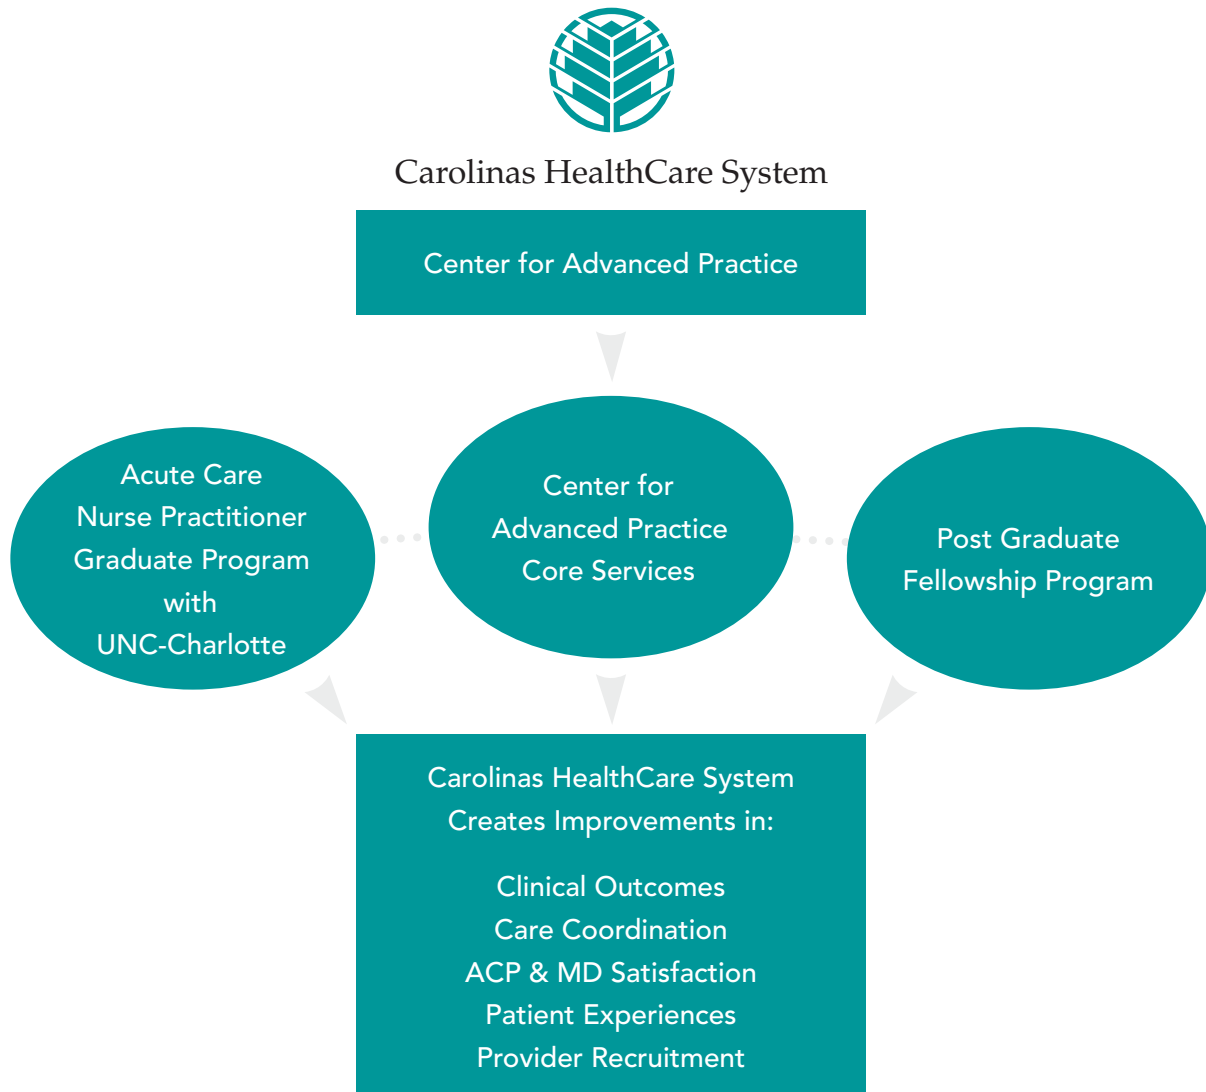 Carolinas HealthCare System
Center for Advanced Practice
Acute Care
Nurse Practitioner
Graduate Program
with
UNC-Charlotte
Center for
Advanced Practice
Core Services
Post Graduate
Fellowship Program
Carolinas HealthCare System
Creates Improvements in:
Clinical Outcomes
Care Coordination
ACP & MD Satisfaction
Patient Experiences
Provider Recruitment